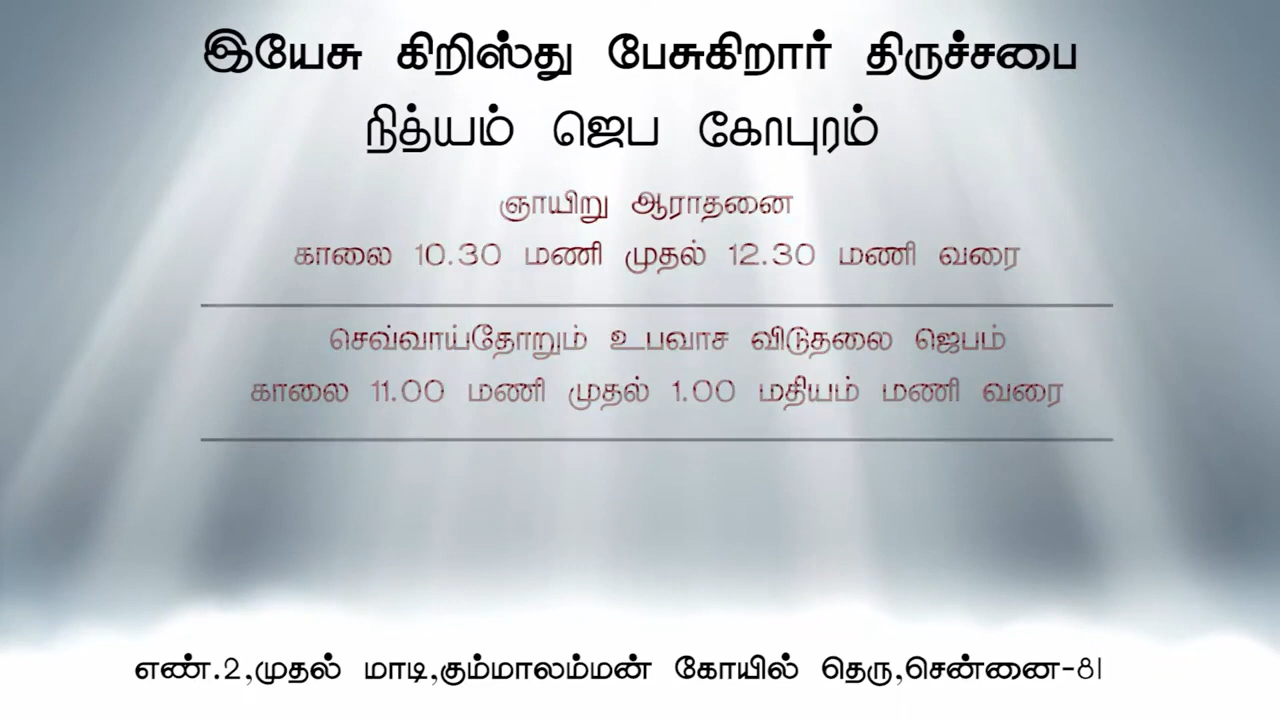 இயேசு கிறிஸ்து பேசுகிறார் திருச்சபை
நித்யம் ஜெப கோபுரம்
ஞாயிறு ஆராதனை
காலை 10.30 மணி முதல் 12.30 மணி வரை
செவ்வாய்தோறும் உபவாச விடுதலை ஜெபம்
காலை 11.00 மணி முதல் 1.00 மதியம் மணி வரை
எண்.2,முதல் மாடி,கும்மாலம்மன் கோயில் தெரு,சென்னை-81